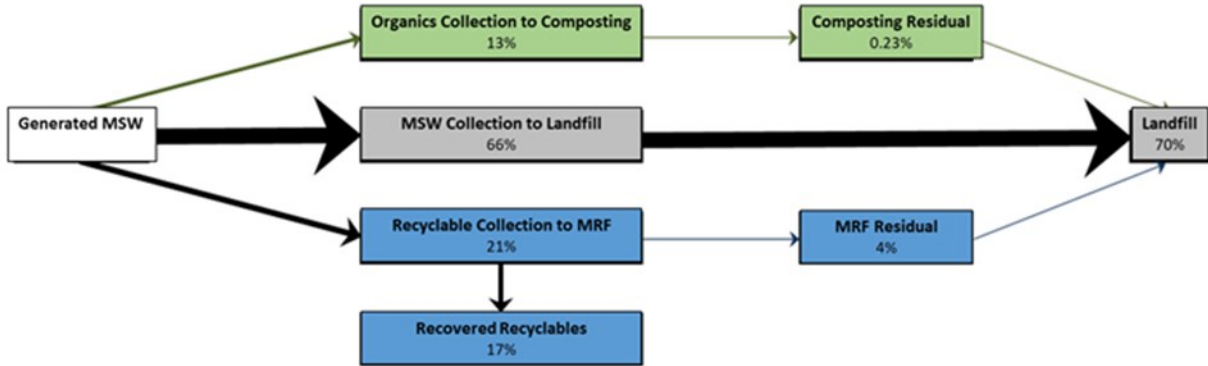 Organics Collection to Composting
13%
Composting Residual
0.23%
Generated MSW
MSW Collection to Landfill
66%
Landfill
70%
Recyclable Collection to MRF
21%
MRF Residual
4%
Recovered Recyclables
17%